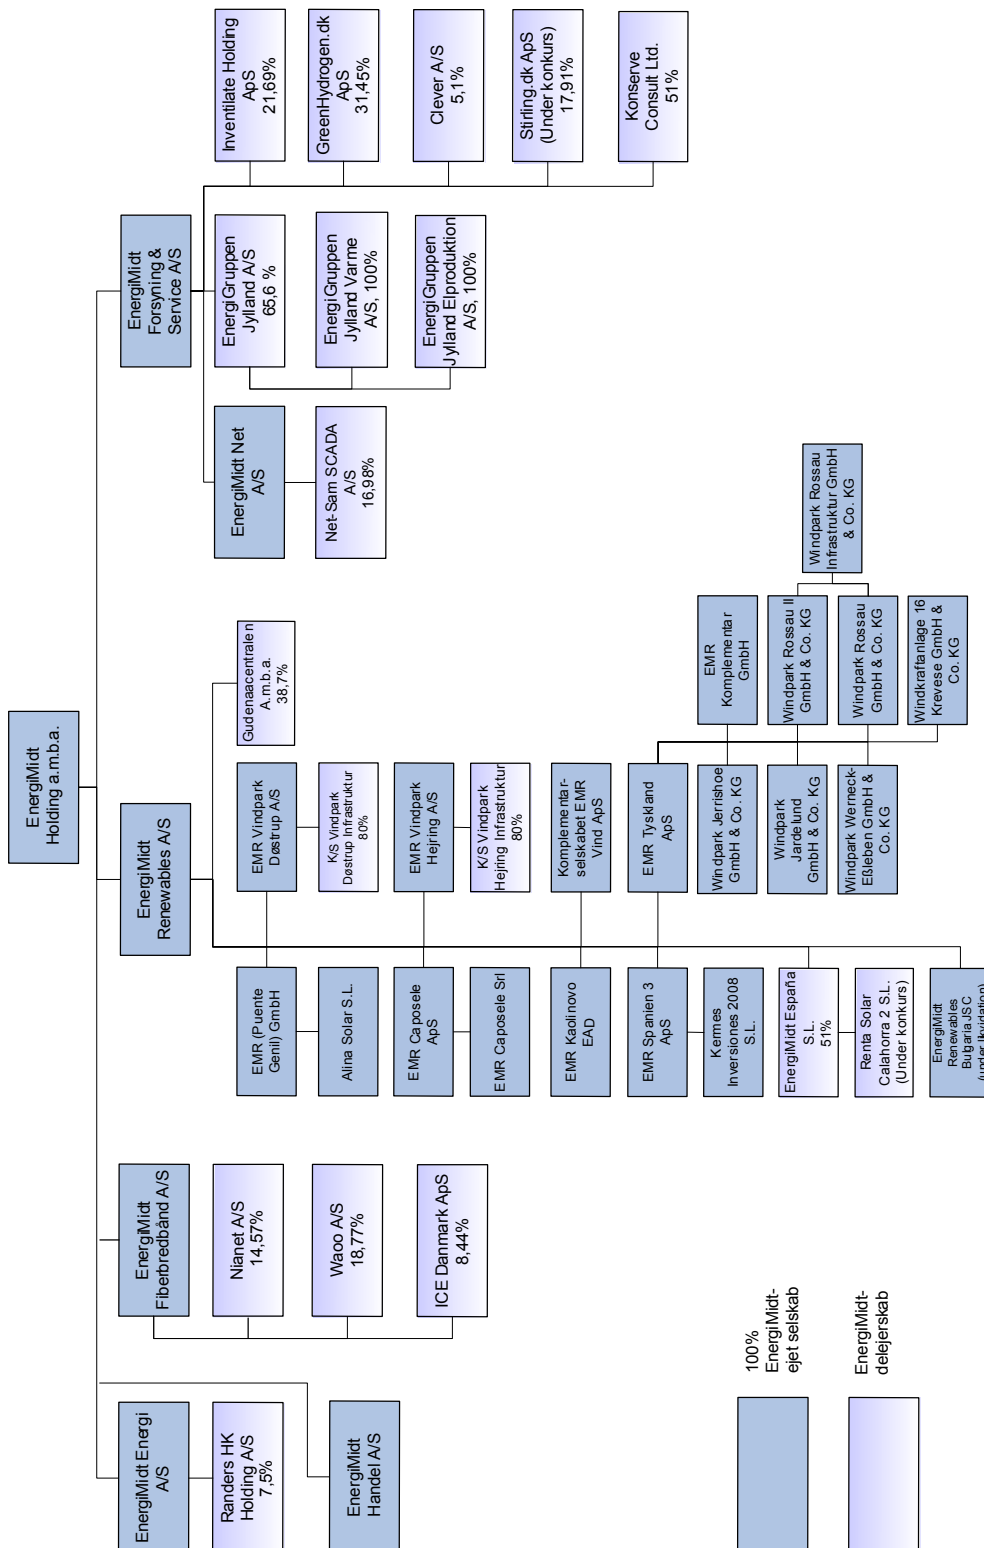 EnergiMidt
Holding a.m.b.a.
EnergiMidt Energi
A/S
Randers HK
Holding A/S
7,5%
EnergiMidt
Handel A/S
EnergiMidt
Fiberbredbånd A/S
Nianet A/S
14,57%
Waoo A/S
18,77%
ICE Danmark ApS
8,44%
EnergiMidt
Renewables A/S
Gudenaacentralen
A.m.b.a.
38,7%
EMR (Puente
Genil) GmbH
Alina Solar S.L.
EMR Caposele
ApS
EMR Caposele Srl
EMR Kaolinovo
EAD
EMR Spanien 3
ApS
Kermes
Inversiones 2008
S.L.
EnergiMidt España
S.L.
51%
Renta Solar
Calahorra 2 S.L.
(Under konkurs)
EnergiMidt
Renewables
Bulgaria JSC
(under likvidation)
EMR Vindpark
Døstrup A/S
K/S Vindpark
Døstrup Infrastruktur
80%
EMR Vindpark
Hejring A/S
K/S Vindpark
Hejring Infrastruktur
80%
Komplementar-
selskabet EMR
Vind ApS
EMR Tyskland
ApS
Windpark Jerrishoe
GmbH & Co. KG
Windpark
Jardelund
GmbH & Co. KG
Windpark Werneck-
Eßleben GmbH &
Co. KG
EMR
Komplementar
GmbH
Windpark Rossau II
GmbH & Co. KG
Windpark Rossau
GmbH & Co. KG
Windkraftanlage 16
Krevese GmbH &
Co. KG
Windpark Rossau
Infrastruktur GmbH
& Co. KG
EnergiMidt
Forsyning &
Service A/S
EnergiMidt Net
A/S
Net-Sam SCADA
A/S
16,98%
EnergiGruppen
Jylland A/S
65,6 %
EnergiGruppen
Jylland Varme
A/S, 100%
EnergiGruppen
Jylland Elproduktion
A/S, 100%
Inventilate Holding
ApS
21,69%
GreenHydrogen.dk
ApS
31,45%
Clever A/S
5,1%
Stirling.dk ApS
(Under konkurs)
17,91%
Konserve
Consult Ltd.
51%
100%
EnergiMidt-
ejet selskab
EnergiMidt-
delejerskab